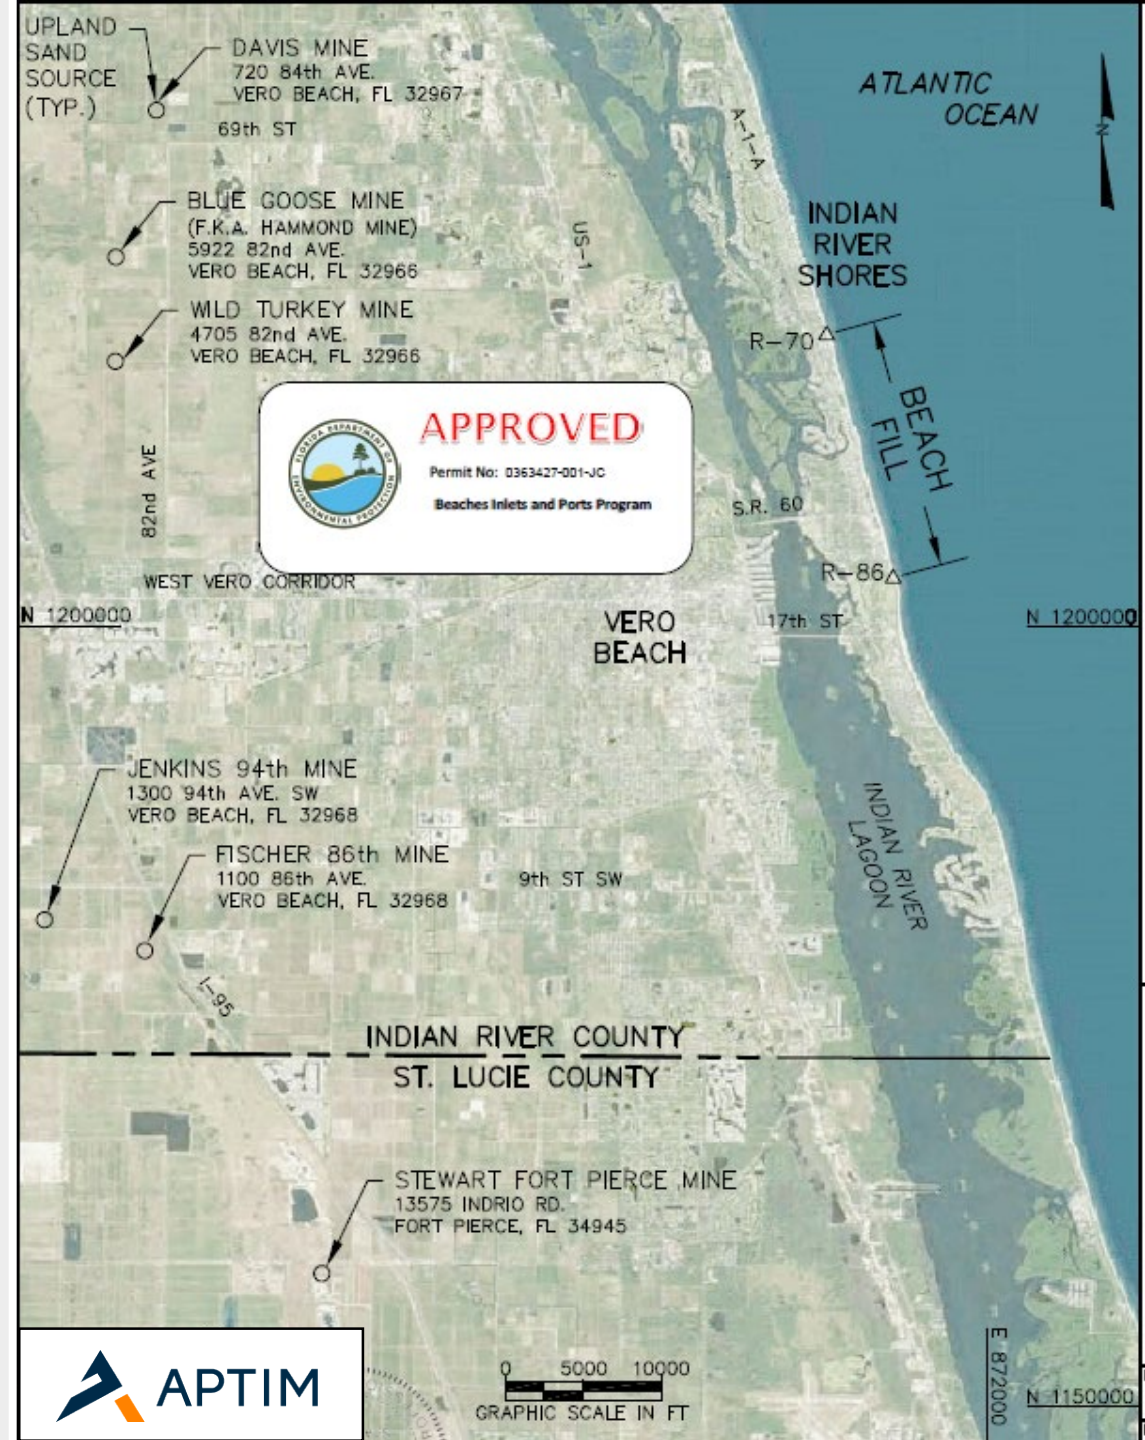 UPLAND
SAND
SOURCE
(TYP.)
DAVIS MINE
720 84th AVE.
VERO BEACH, FL 32967
69th ST
ATLANTIC
OCEAN
N
A-1-A
BLUE GOOSE MINE
(F.K.A. HAMMOND MINE)
5922 82nd AVE.
VERO BEACH, FL 32966
US-1
INDIAN
RIVER
SHORES
WILD TURKEY MINE
4705 82nd AVE.
VERO BEACH, FL 32966
R-70
BEACH
FILL
82nd AVE
FLORIDA DEPARTMENT OF
ENVIRONMENTAL PROTECTION
APPROVED
Permit No: 0363427-001-JC
Beaches Inlets and Ports Program
S.R. 60
R-86
WEST VERO CORRIDOR
N 1200000
VERO
BEACH
17th ST
N 1200000
JENKINS 94th MINE
1300 94th AVE. SW
VERO BEACH, FL 32968
FISCHER 86th MINE
1100 86th AVE.
VERO BEACH, FL 32968
9th ST SW
INDIAN RIVER
LAGOON
I-95
INDIAN RIVER COUNTY
ST. LUCIE COUNTY
STEWART FORT PIERCE MINE
13575 INDRIO RD.
FORT PIERCE, FL 34945
APTIM
0 5000 10000
GRAPHIC SCALE IN FT
E 872000
N 1150000